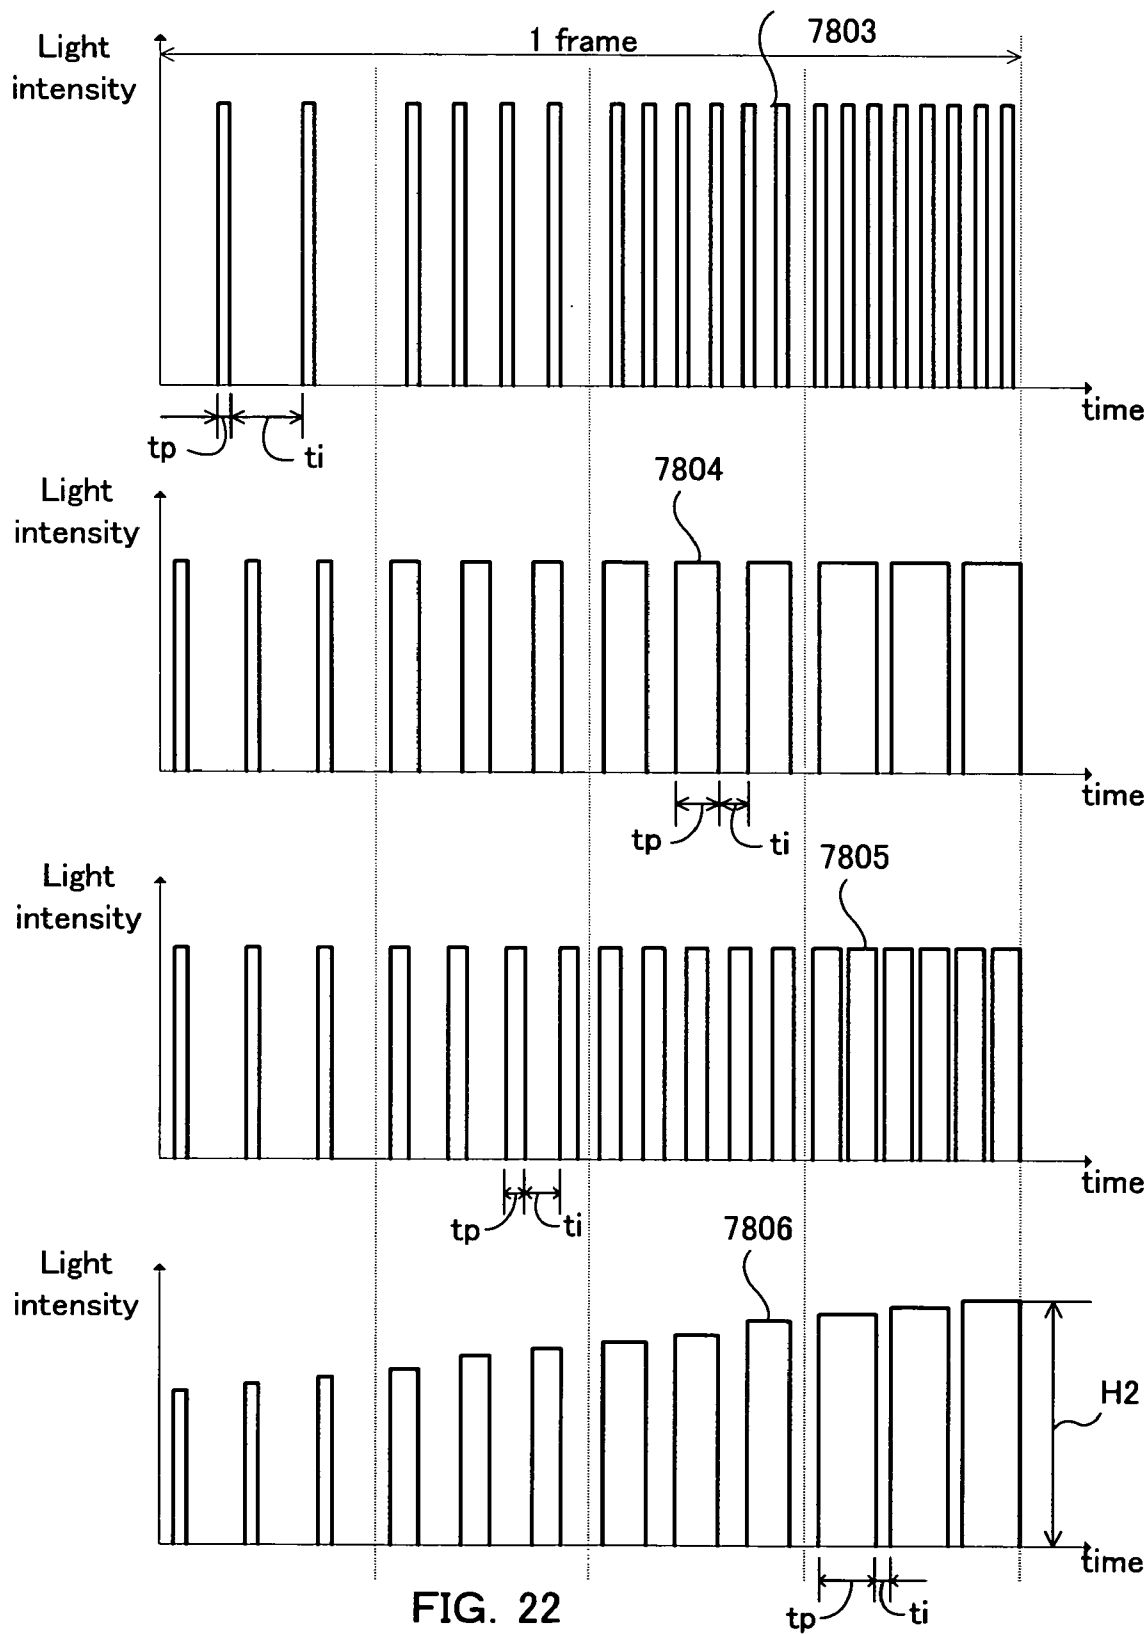 Light
intensity
1 frame
7803
time
tp
ti
Light
intensity
7804
time
tp
ti
Light
intensity
7805
time
tp
ti
Light
intensity
7806
H2
time
tp
ti
FIG. 22